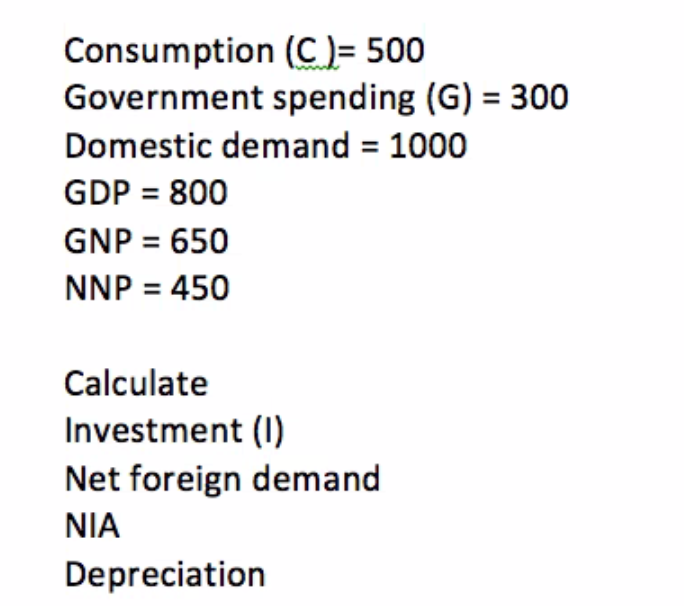 Consumption (C )= 500
Government spending (G) = 300
Domestic demand = 1000
GDP = 800
GNP = 650
NNP = 450
Calculate
Investment (I)
Net foreign demand
NIA
Depreciation